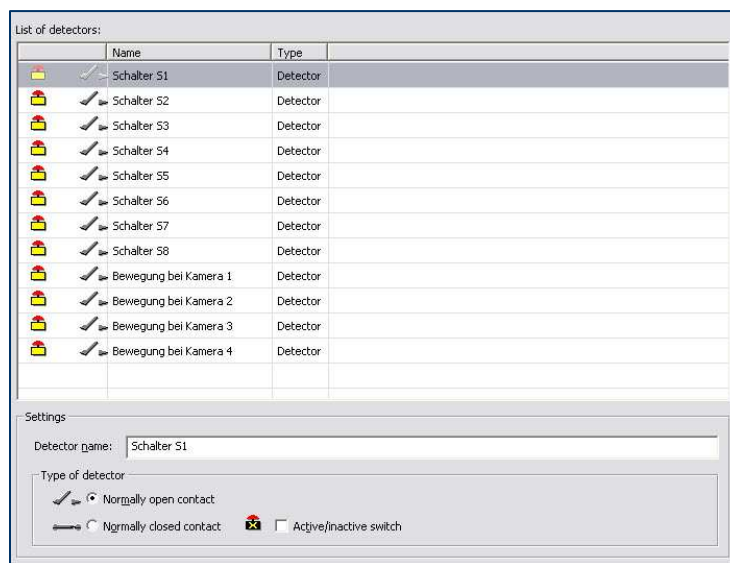 List of detectors:
Name Type
Schalter S1 Detector
Schalter S2 Detector
Schalter S3 Detector
Schalter S4 Detector
Schalter S5 Detector
Schalter S6 Detector
Schalter S7 Detector
Schalter S8 Detector
Bewegung bei Kamera 1 Detector
Bewegung bei Kamera 2 Detector
Bewegung bei Kamera 3 Detector
Bewegung bei Kamera 4 Detector
Settings
Detector name: Schalter S1
Type of detector
Normally open contact
Normally closed contact Active/inactive switch